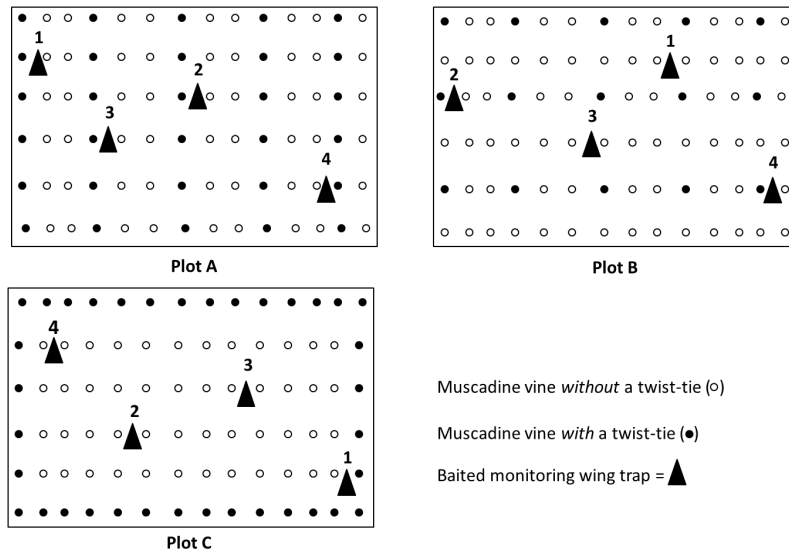 1
2
3
4
Plot A
1
2
3
4
Plot B
4
3
2
1
Plot C
Muscadine vine without a twist-tie (○)
Muscadine vine with a twist-tie (●)
Baited monitoring wing trap = ▲